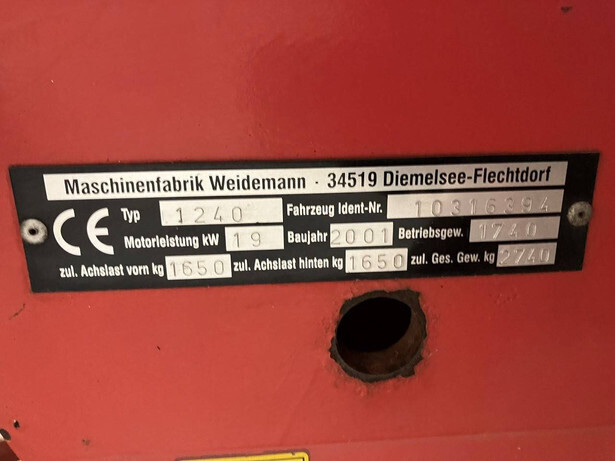 Maschinenfabrik Weidemann · 34519 Diemelsee-Flechtdorf
CE Typ 1240 Fahrzeug Ident-Nr. 10316394
Motorleistung kW 19 Baujahr 2001 Betriebsgew. 1740
zul. Achslast vorn kg 1650 zul. Achslast hinten kg 1650 zul. Ges. Gew. kg 2740